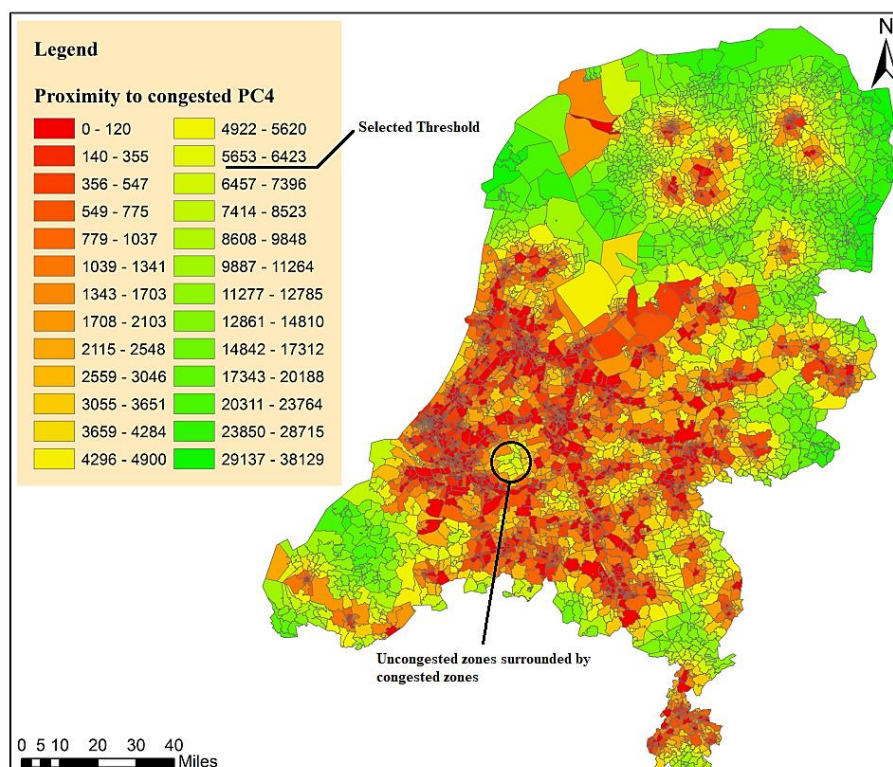 Legend
Proximity to congested PC4
0 - 120
140 - 355
356 - 547
549 - 775
779 - 1037
1039 - 1341
1343 - 1703
1708 - 2103
2115 - 2548
2559 - 3046
3055 - 3651
3659 - 4284
4296 - 4900
4922 - 5620
5653 - 6423
6457 - 7396
7414 - 8523
8608 - 9848
9887 - 11264
11277 - 12785
12861 - 14810
14842 - 17312
17343 - 20188
20311 - 23764
23850 - 28715
29137 - 38129
Selected Threshold
N
Uncongested zones surrounded by
congested zones
0 5 10 20 30 40
Miles